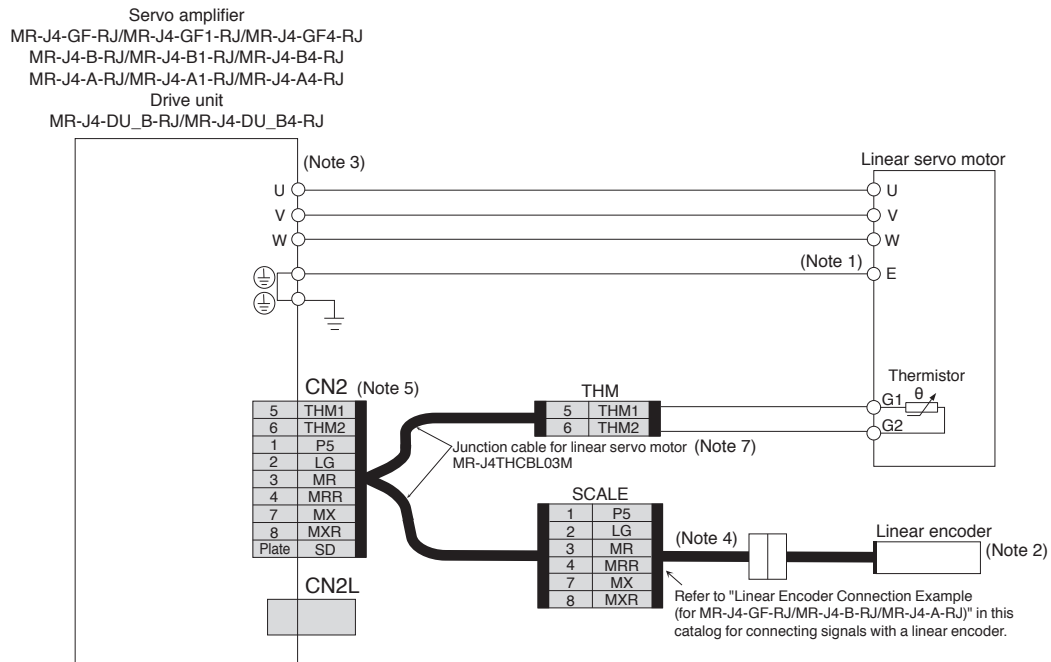 Servo amplifier
MR-J4-GF-RJ/MR-J4-GF1-RJ/MR-J4-GF4-RJ
MR-J4-B-RJ/MR-J4-B1-RJ/MR-J4-B4-RJ
MR-J4-A-RJ/MR-J4-A1-RJ/MR-J4-A4-RJ
Drive unit
MR-J4-DU_B-RJ/MR-J4-DU_B4-RJ
(Note 3)
Linear servo motor
U U
V V
W W
(Note 1)
E
CN2 (Note 5)
5 THM1
6 THM2
1 P5
2 LG
3 MR
4 MRR
7 MX
8 MXR
Plate SD
CN2L
THM
5 THM1
6 THM2
Thermistor
G1 θ
G2
Junction cable for linear servo motor (Note 7)
MR-J4THCBL03M
SCALE
1 P5
2 LG
3 MR
4 MRR
7 MX
8 MXR
(Note 4)
Linear encoder
(Note 2)
Refer to "Linear Encoder Connection Example
(for MR-J4-GF-RJ/MR-J4-B-RJ/MR-J4-A-RJ)" in this
catalog for connecting signals with a linear encoder.